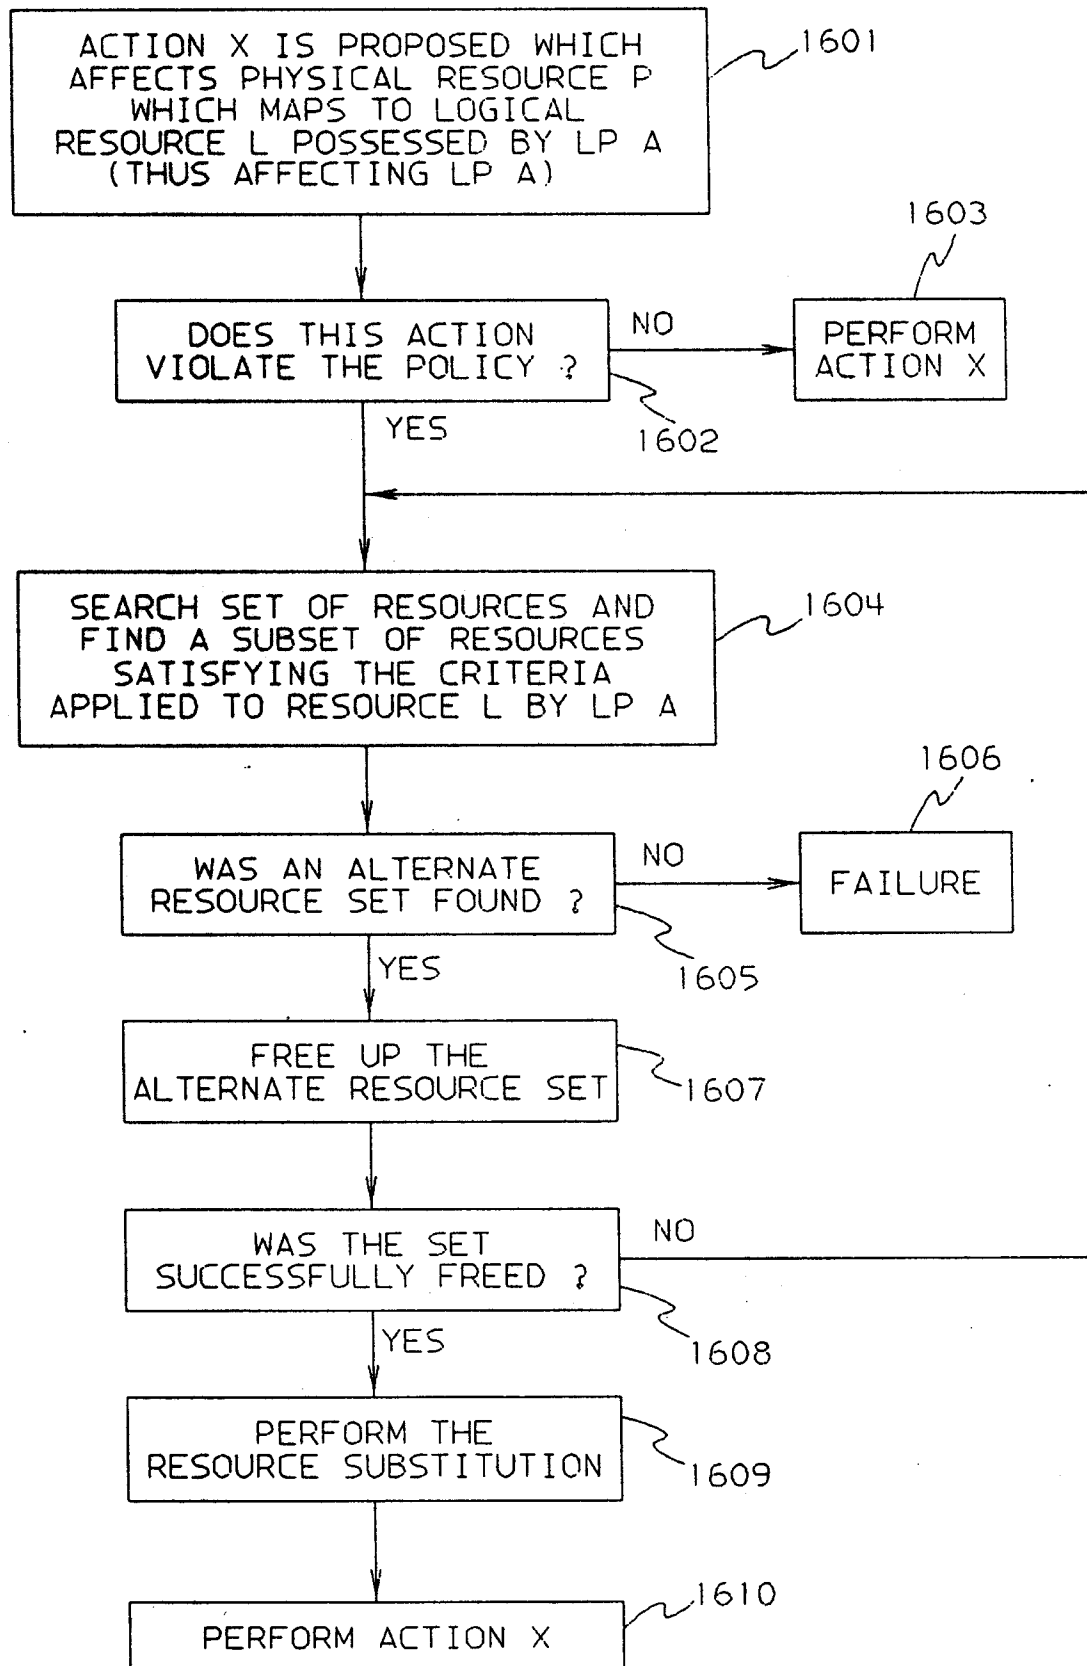 ACTION X IS PROPOSED WHICH
AFFECTS PHYSICAL RESOURCE P
WHICH MAPS TO LOGICAL
RESOURCE L POSSESSED BY LP A
(THUS AFFECTING LP A)
1601
DOES THIS ACTION
VIOLATE THE POLICY ?
1602
NO
1603
PERFORM
ACTION X
YES
SEARCH SET OF RESOURCES AND
FIND A SUBSET OF RESOURCES
SATISFYING THE CRITERIA
APPLIED TO RESOURCE L BY LP A
1604
WAS AN ALTERNATE
RESOURCE SET FOUND ?
1605
NO
1606
FAILURE
YES
FREE UP THE
ALTERNATE RESOURCE SET
1607
WAS THE SET
SUCCESSFULLY FREED ?
NO
1608
YES
PERFORM THE
RESOURCE SUBSTITUTION
1609
1610
PERFORM ACTION X